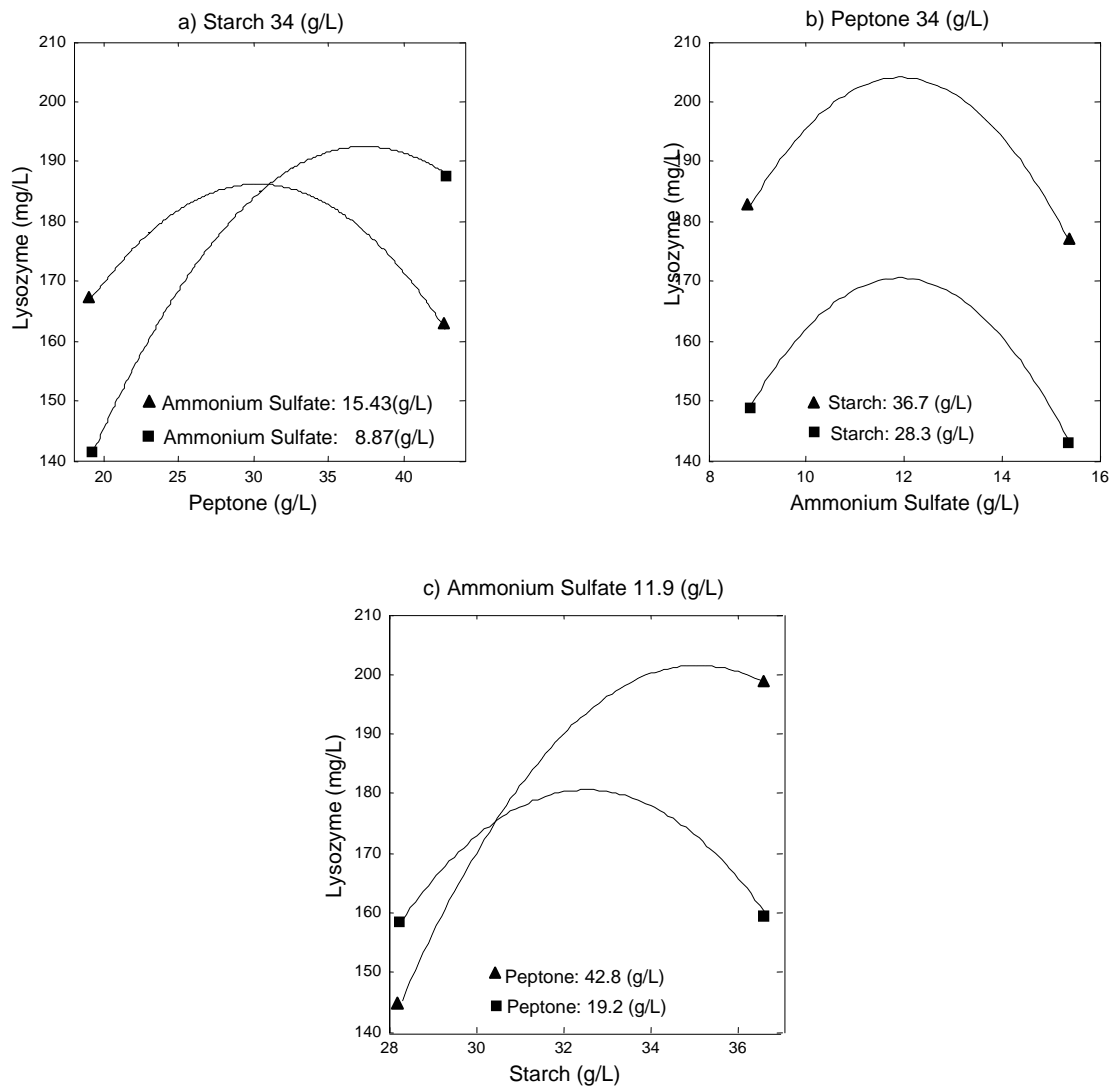 a) Starch 34 (g/L)
210
200
190
180
170
160
150
140
Lysozyme (mg/L)
▲ Ammonium Sulfate: 15.43(g/L)
■ Ammonium Sulfate: 8.87(g/L)
20 25 30 35 40
Peptone (g/L)
b) Peptone 34 (g/L)
210
200
190
180
170
160
150
140
Lysozyme (mg/L)
▲ Starch: 36.7 (g/L)
■ Starch: 28.3 (g/L)
8 10 12 14 16
Ammonium Sulfate (g/L)
c) Ammonium Sulfate 11.9 (g/L)
210
200
190
180
170
160
150
140
Lysozyme (mg/L)
▲ Peptone: 42.8 (g/L)
■ Peptone: 19.2 (g/L)
28 30 32 34 36
Starch (g/L)